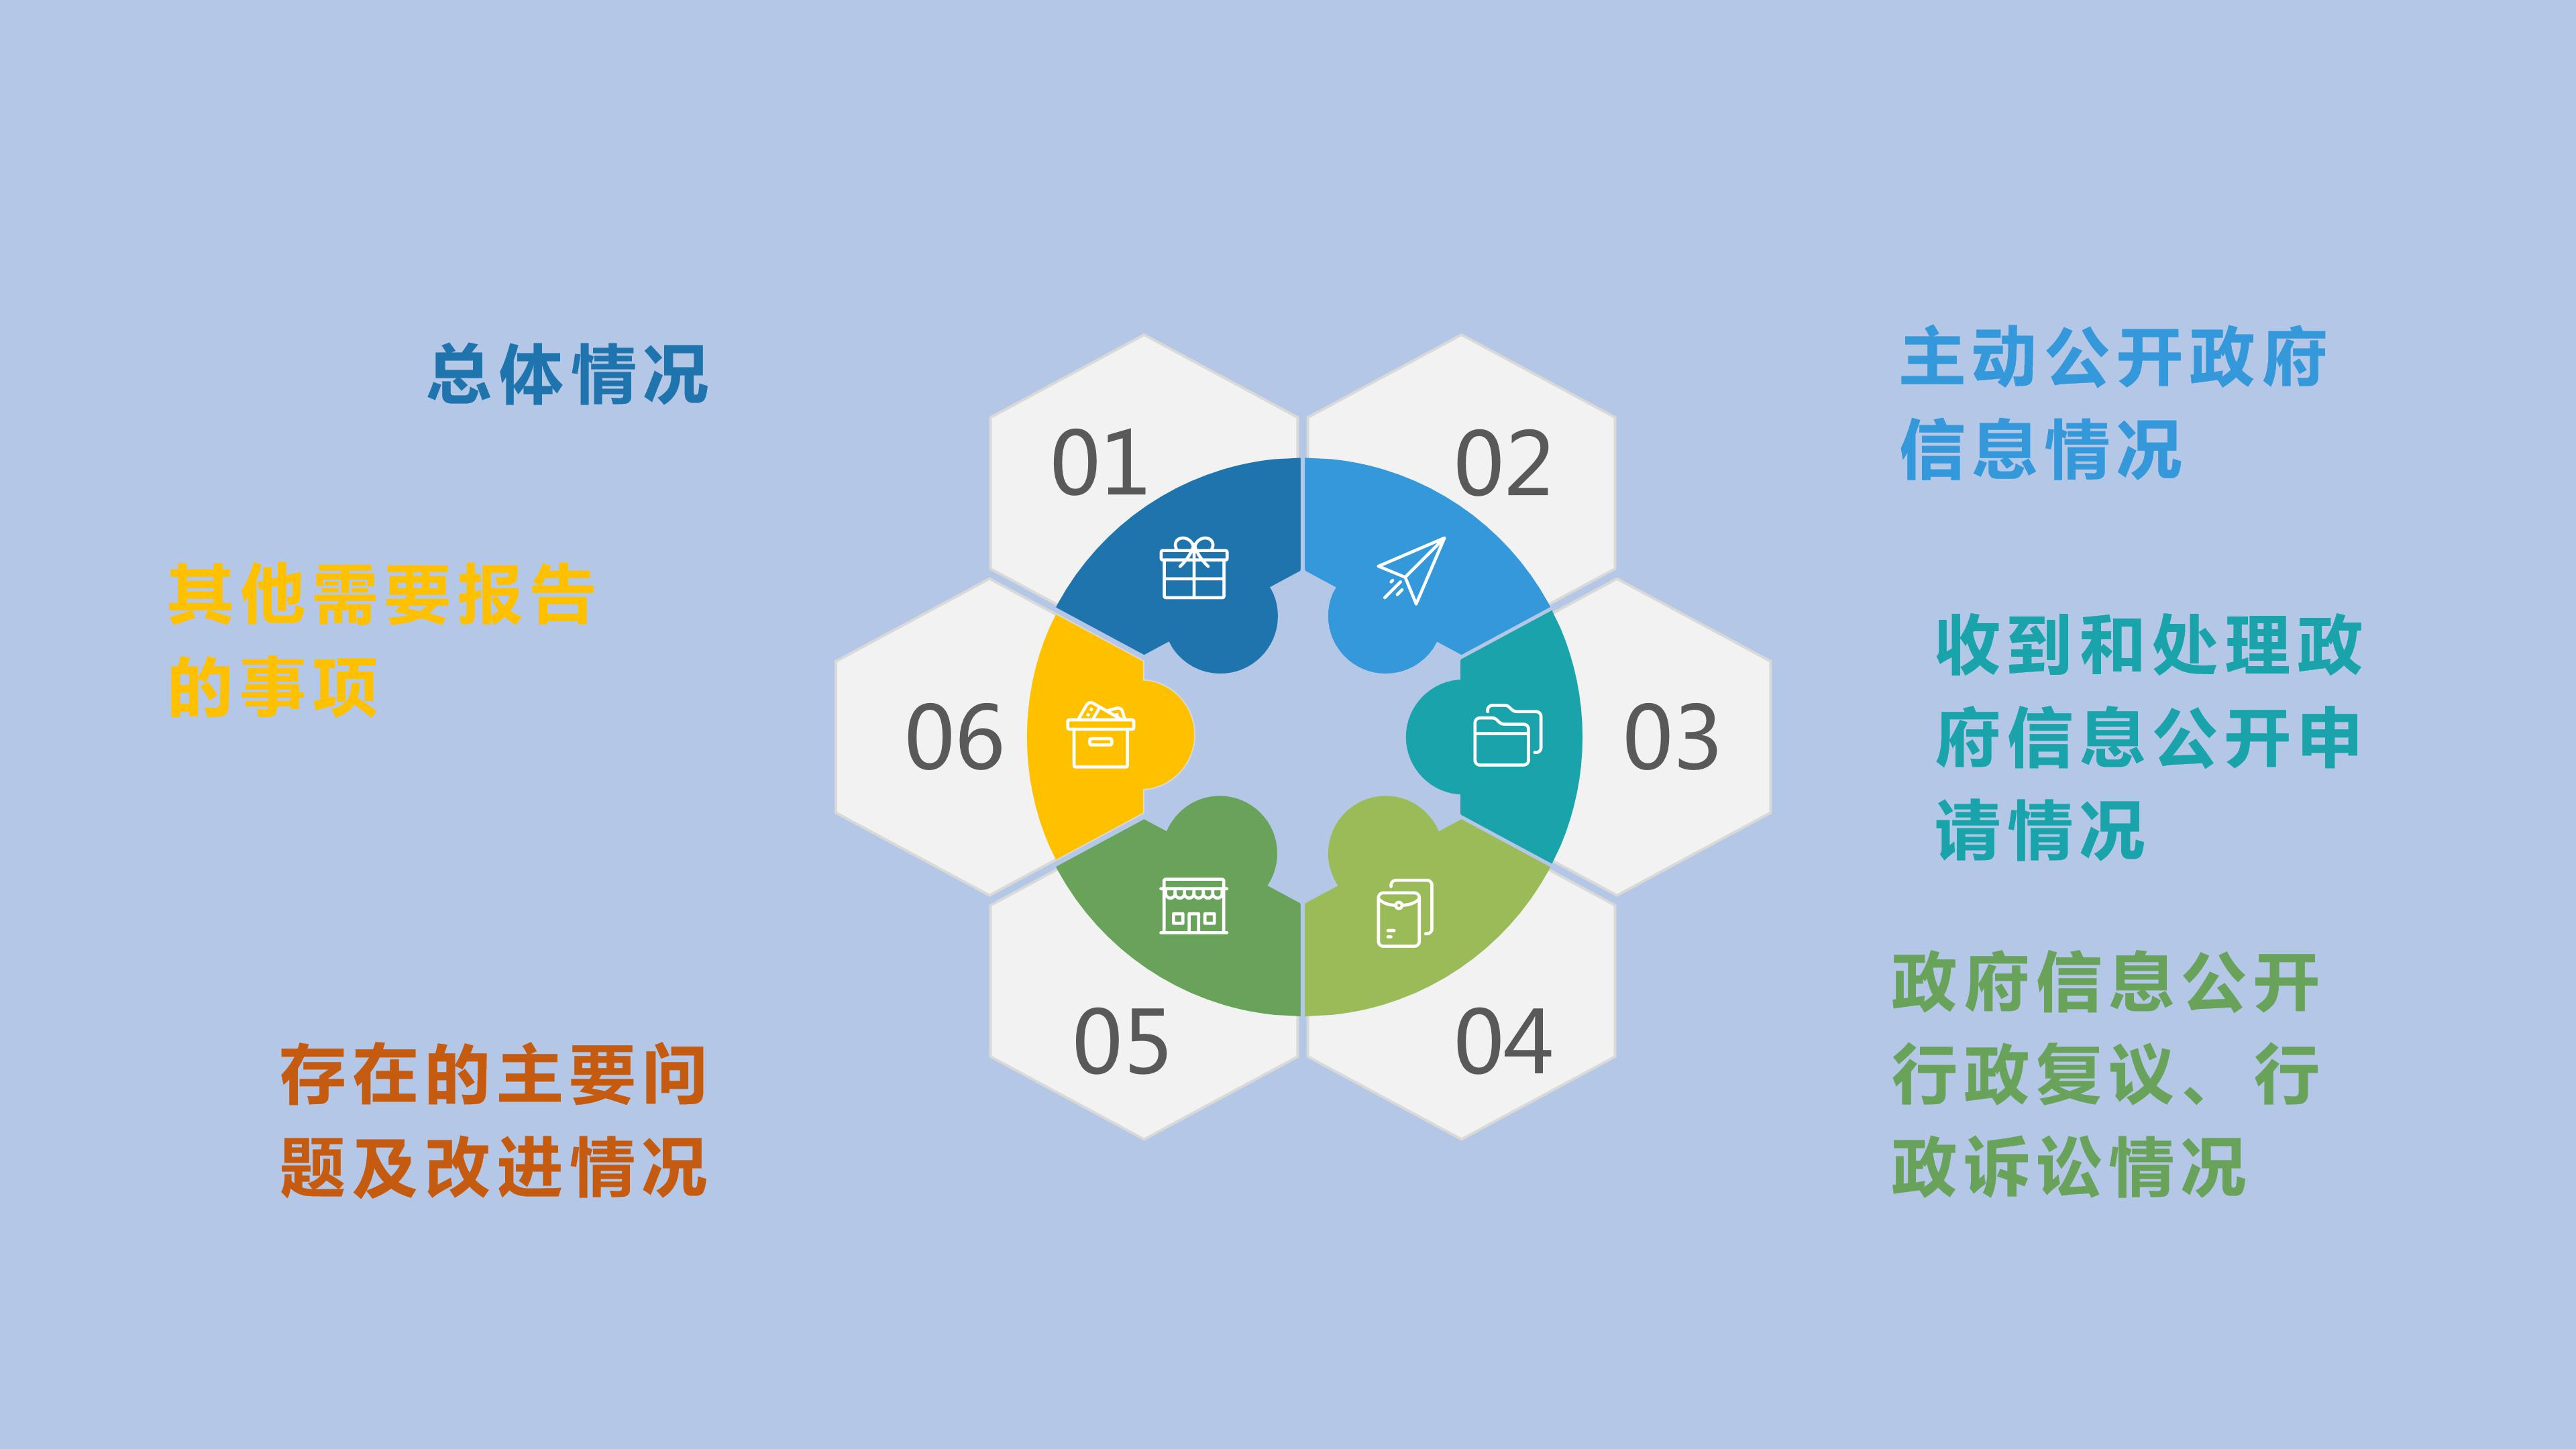 总体情况
01
02
主动公开政府
信息情况
其他需要报告
的事项
06
03
收到和处理政
府信息公开申
请情况
存在的主要问
题及改进情况
05
04
政府信息公开
行政复议、行
政诉讼情况